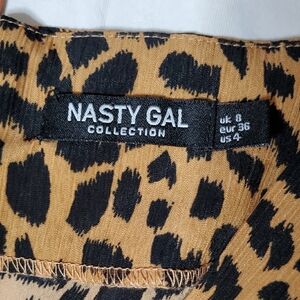 NASTY GAL
COLLECTION
uk 8
eur 36
us 4